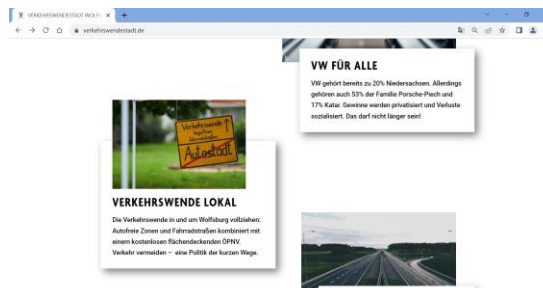 VERKEHRSWENDESTADT WOLFS
verkehrswendestadt.de
VW FÜR ALLE
VW gehört bereits zu 20% Niedersachsen. Allerdings
gehören auch 53% der Familie Porsche-Piech und
17% Katar. Gewinne werden privatisiert und Verluste
sozialisiert. Das darf nicht länger sein!
Verkehrswende
Autostadt
VERKEHRSWENDE LOKAL
Die Verkehrswende in und um Wolfsburg vollziehen:
Autofreie Zonen und Fahrradstraßen kombiniert mit
einem kostenlosen flächendeckenden ÖPNV.
Verkehr vermeiden – eine Politik der kurzen Wege.